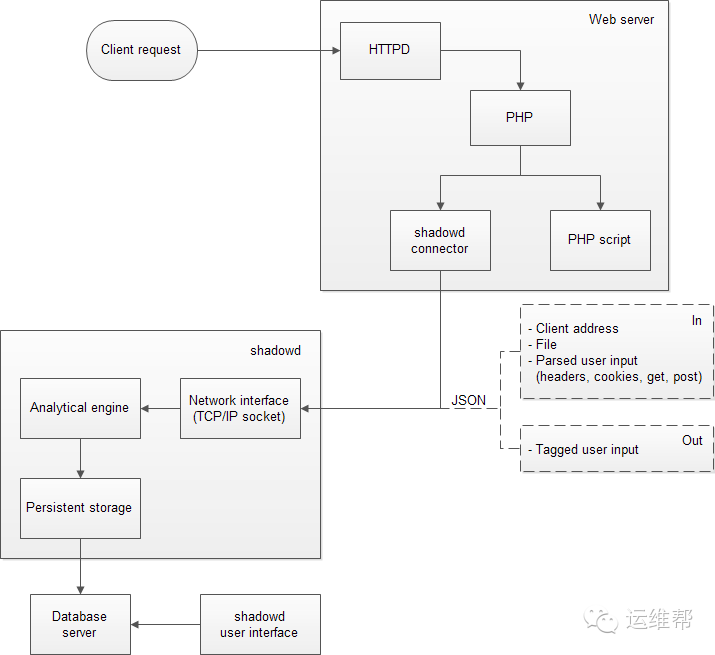 Web server
Client request
HTTPD
PHP
shadowd
connector
PHP script
In
- Client address
- File
- Parsed user input
(headers, cookies, get, post)
JSON
Out
- Tagged user input
shadowd
Analytical engine
Network interface
(TCP/IP socket)
Persistent storage
Database
server
shadowd
user interface
运维帮